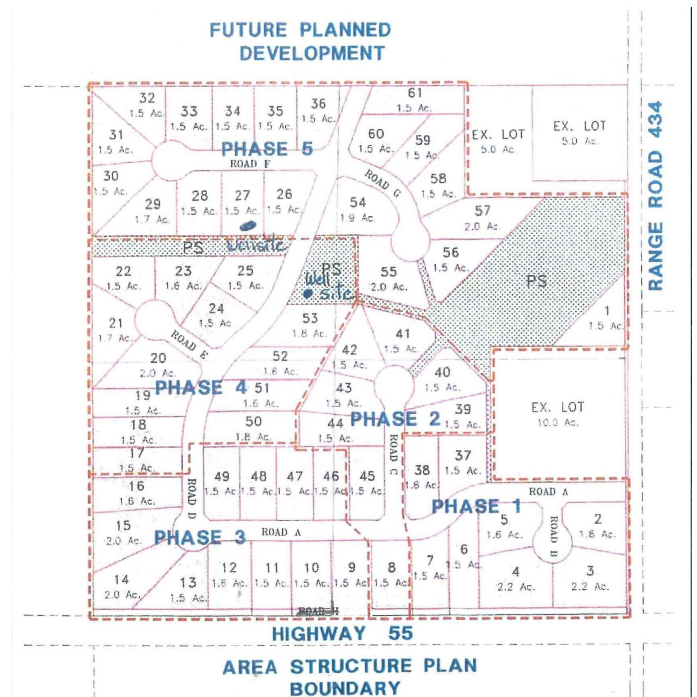 FUTURE PLANNED
DEVELOPMENT
32
1.5 Ac.
33
1.5 Ac.
34
1.5 Ac.
35
1.5 Ac.
36
1.5 Ac.
61
1.5 Ac.
31
1.5 Ac.
PHASE 5
ROAD F
60
1.5 Ac.
59
1.5 Ac.
EX. LOT
5.0 Ac
EX. LOT
5.0 Ac.
RANGE ROAD 434
30
1.5 Ac.
29
1.7 Ac.
28
1.5 Ac.
27
1.5 Ac.
26
1.5 Ac.
ROAD G
58
1.5 Ac.
54
1.9 Ac.
57
2.0 Ac.
PS
Wellsite
22
1.5 Ac.
23
1.6 Ac.
25
1.5 Ac.
PS
Well
site
55
2.0 Ac.
56
1.5 Ac.
PS
24
1.5 Ac.
21
1.7 Ac.
ROAD E
53
1.8 Ac.
41
1.5 Ac.
1
1.5 Ac.
20
2.0 Ac.
52
1.6 Ac.
42
1.5 Ac.
40
1.5 Ac.
PHASE 4
19
1.5 Ac.
51
1.6 Ac.
43
1.5 Ac.
EX. LOT
10.0 Ac.
18
1.5 Ac.
50
1.8 Ac.
PHASE 2
44
1.5 Ac.
39
1.5 Ac.
17
1.5 Ac.
ROAD C
16
1.6 Ac.
ROAD D
49
1.5 Ac.
48
1.5 Ac.
47
1.5 Ac.
46
1.5 Ac.
45
1.5 Ac.
38
1.6 Ac.
37
1.5 Ac.
ROAD A
PHASE 1
15
2.0 Ac.
PHASE 3
ROAD A
5
1.6 Ac.
ROAD B
2
1.6 Ac.
14
2.0 Ac.
13
1.5 Ac.
12
1.6 Ac.
11
1.5 Ac.
10
1.5 Ac.
9
1.5 Ac.
8
1.5 Ac.
7
1.5 Ac.
6
1.5 Ac.
4
2.2 Ac.
3
2.2 Ac.
ROAD H
HIGHWAY 55
AREA STRUCTURE PLAN
BOUNDARY